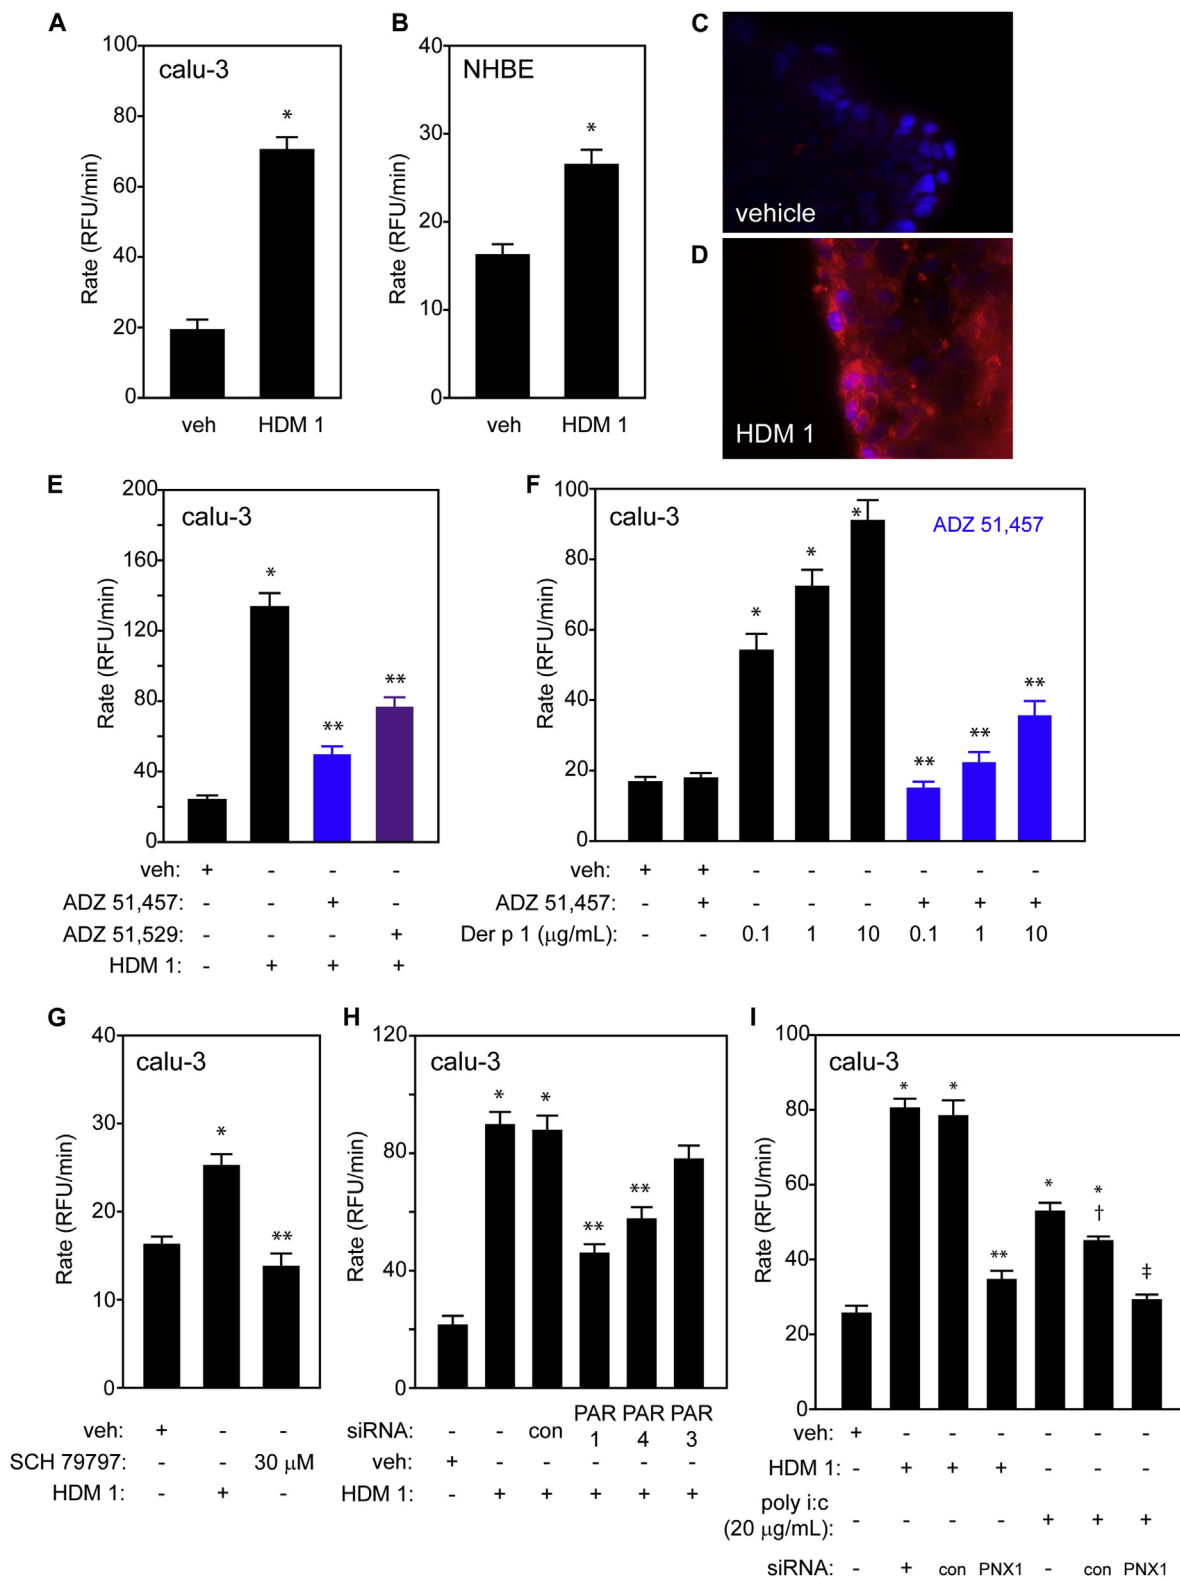 A
Rate (RFU/min)
100
80
60
40
20
0
calu-3
*
veh HDM 1
B
Rate (RFU/min)
40
30
20
10
0
NHBE
*
veh HDM 1
C
vehicle
D
HDM 1
E
Rate (RFU/min)
200
160
120
80
40
0
calu-3
*
**
**
veh: + - - -
ADZ 51,457: - - + -
ADZ 51,529: - - - +
HDM 1: - + + +
F
Rate (RFU/min)
100
80
60
40
20
0
calu-3
ADZ 51,457
*
*
*
**
**
**
veh: + + - - - - - -
ADZ 51,457: - + - - - + + +
Der p 1 (μg/mL): - - 0.1 1 10 0.1 1 10
G
Rate (RFU/min)
40
30
20
10
0
calu-3
*
**
veh: + - -
SCH 79797: - - 30 μM
HDM 1: - + -
H
Rate (RFU/min)
120
80
40
0
calu-3
*
*
**
**
siRNA: - - con PAR 1 PAR 4 PAR 3
veh: + - - - - -
HDM 1: - + + + + +
I
Rate (RFU/min)
100
80
60
40
20
0
calu-3
*
*
**
*
*
†
‡
veh: + - - - - - -
HDM 1: - + + + - - -
poly i:c
(20 μg/mL): - - - - + + +
siRNA: - + con PNX1 - con PNX1